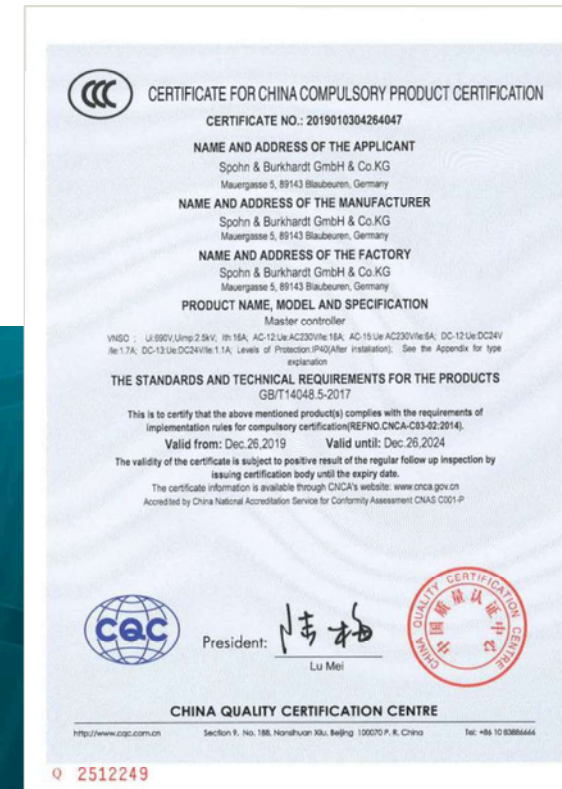 CCC
CERTIFICATE FOR CHINA COMPULSORY PRODUCT CERTIFICATION
CERTIFICATE NO.: 2019010304264047
NAME AND ADDRESS OF THE APPLICANT
Spohn & Burkhardt GmbH & Co.KG
Mauergasse 5, 89143 Blaubeuren, Germany
NAME AND ADDRESS OF THE MANUFACTURER
Spohn & Burkhardt GmbH & Co.KG
Mauergasse 5, 89143 Blaubeuren, Germany
NAME AND ADDRESS OF THE FACTORY
Spohn & Burkhardt GmbH & Co.KG
Mauergasse 5, 89143 Blaubeuren, Germany
PRODUCT NAME, MODEL AND SPECIFICATION
Master controller
VNSO ; Ui:690V,Uimp:2.5kV, Ith:16A; AC-12:Ue:AC230V/Ie:16A; AC-15:Ue:AC230V/Ie:6A; DC-12:Ue:DC24V
/Ie:1.7A; DC-13:Ue:DC24V/Ie:1.1A; Levels of Protection:IP40(After instalation); See the Appendix for type
explanation
THE STANDARDS AND TECHNICAL REQUIREMENTS FOR THE PRODUCTS
GB/T14048.5-2017
This is to certify that the above mentioned product(s) complies with the requirements of
implementation rules for compulsory certification(REFNO.CNCA-C03-02:2014).
Valid from: Dec.26,2019 Valid until: Dec.26,2024
The validity of the certificate is subject to positive result of the regular follow up inspection by
issuing certification body until the expiry date.
The certificate information is available through CNCA's website: www.cnca.gov.cn
Accredited by China National Accreditation Service for Conformity Assessment CNAS C001-P
CQC
President: 陆梅
Lu Mei
CHINA QUALITY CERTIFICATION CENTRE
中国质量认证中心
CHINA QUALITY CERTIFICATION CENTRE
http://www.cqc.com.cn Section 9, No. 188, Nansihuan Xilu, Beijing 100070 P. R. China Tel: +86 10 83886666
Q 2512249